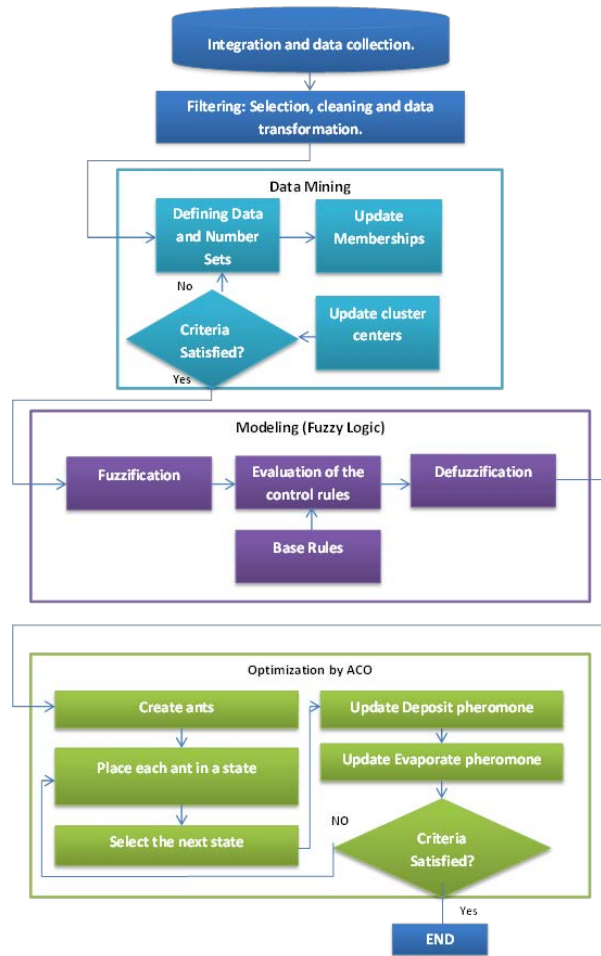 Integration and data collection.
Filtering: Selection, cleaning and data
transformation.
Data Mining
Defining Data
and Number
Sets
Update
Memberships
No
Criteria
Satisfied?
Update cluster
centers
Yes
Modeling (Fuzzy Logic)
Fuzzification
Evaluation of the
control rules
Defuzzification
Base Rules
Optimization by ACO
Create ants
Place each ant in a state
Select the next state
Update Deposit pheromone
Update Evaporate pheromone
NO
Criteria
Satisfied?
Yes
END